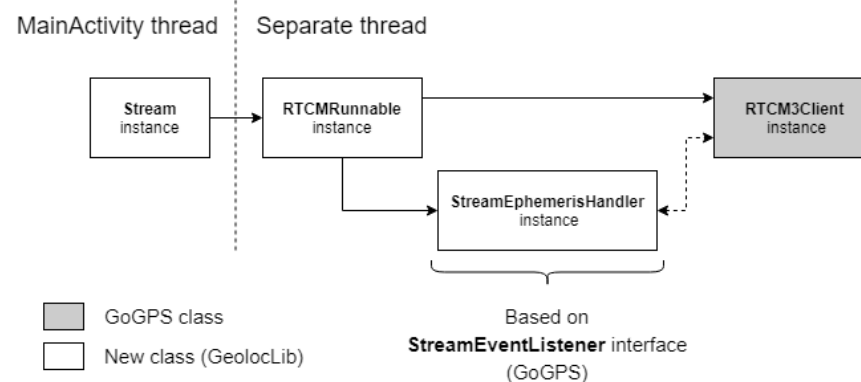 MainActivity thread
Separate thread
Stream
instance
RTCMRunnable
instance
RTCM3Client
instance
StreamEphemerisHandler
instance
GoGPS class
New class (GeolocLib)
Based on
StreamEventListener interface
(GoGPS)